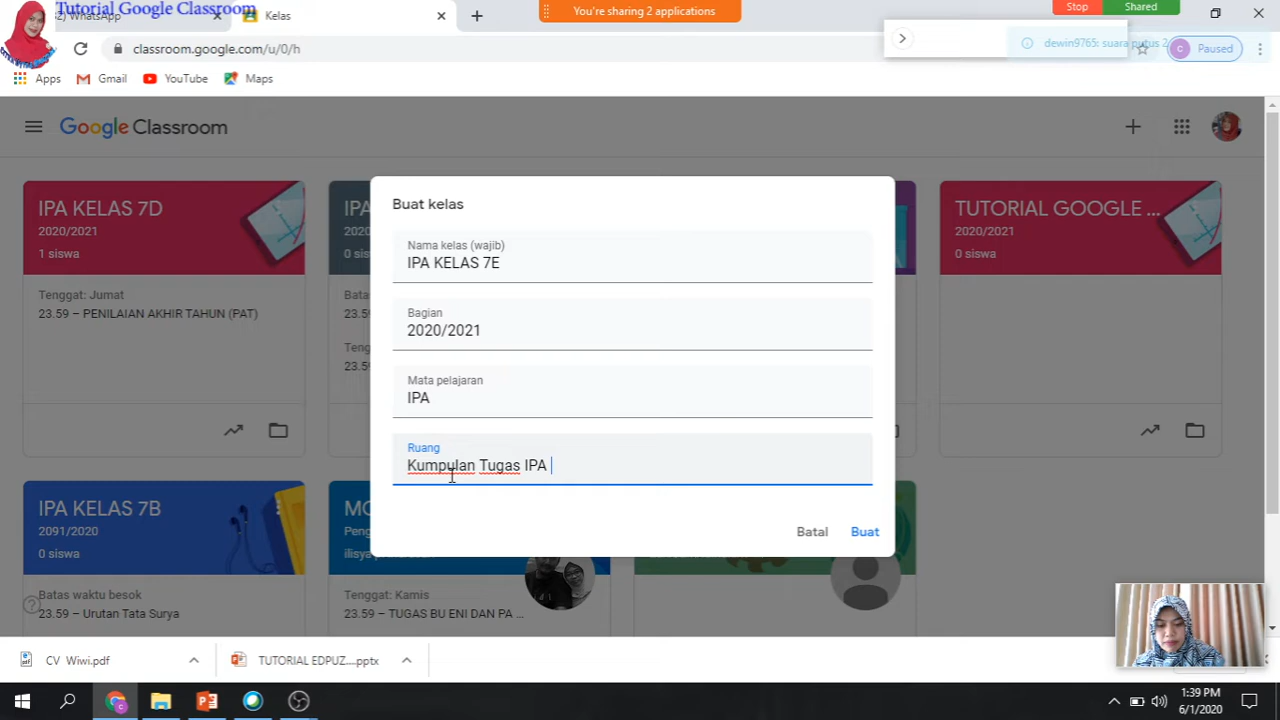 Tutorial Google Classroom
WhatsApp
Kelas
You're sharing 2 applications
Stop
Shared
classroom.google.com/u/0/h
dewin9765: suara putus 2
C
Paused
Apps
Gmail
YouTube
Maps
Google Classroom
IPA KELAS 7D
2020/2021
1 siswa
Tenggat: Jumat
23.59 – PENILAIAN AKHIR TAHUN (PAT)
TUTORIAL GOOGLE ...
2020/2021
0 siswa
Buat kelas
Nama kelas (wajib)
IPA KELAS 7E
Bagian
2020/2021
Mata pelajaran
IPA
Ruang
Kumpulan Tugas IPA
Batal
Buat
IPA KELAS 7B
2091/2020
0 siswa
Batas waktu besok
23.59 – Urutan Tata Surya
Tenggat: Kamis
23.59 – TUGAS BU ENI DAN PA ...
CV Wiwi.pdf
TUTORIAL EDPUZ....pptx
1:39 PM
6/1/2020